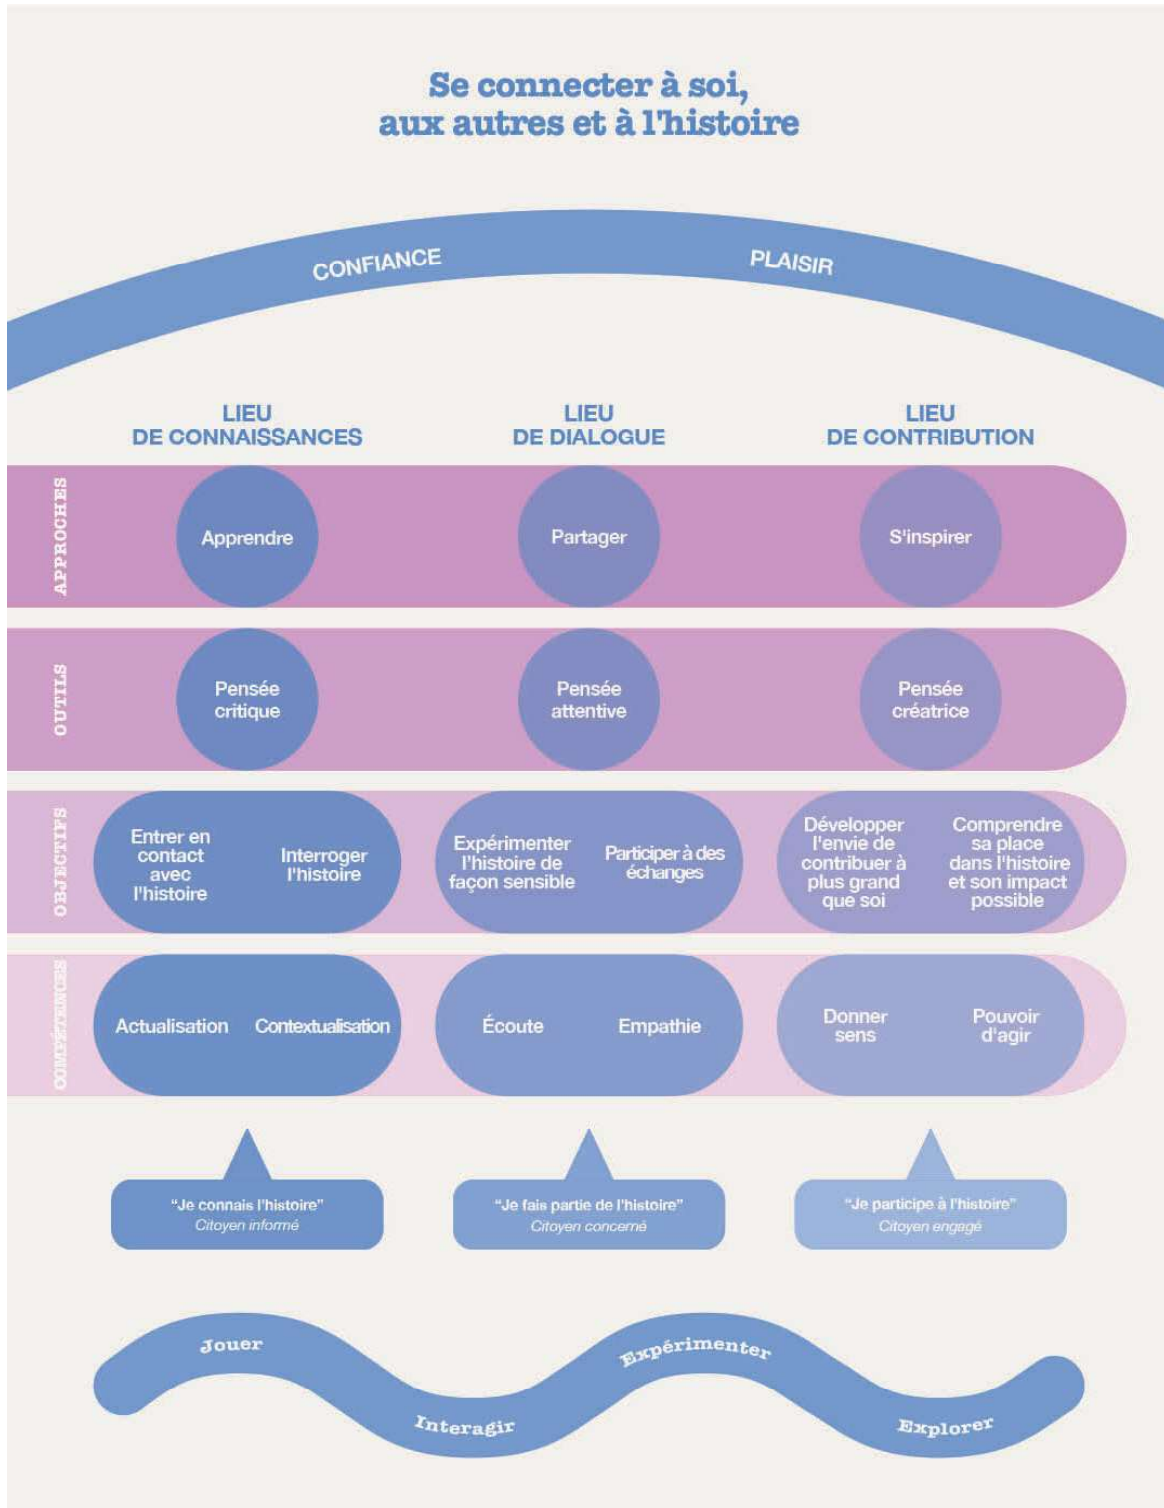 Se connecter à soi,
aux autres et à l'histoire
CONFIANCE
PLAISIR
LIEU
DE CONNAISSANCES
LIEU
DE DIALOGUE
LIEU
DE CONTRIBUTION
APPROCHES
Apprendre
Partager
S'inspirer
OUTILS
Pensée
critique
Pensée
attentive
Pensée
créatrice
OBJECTIFS
Entrer en
contact
avec
l'histoire
Interroger
l'histoire
Expérimenter
l'histoire de
façon sensible
Participer à des
échanges
Développer
l'envie de
contribuer à
plus grand
que soi
Comprendre
sa place
dans l'histoire
et son impact
possible
COMPÉTENCES
Actualisation
Contextualisation
Écoute
Empathie
Donner
sens
Pouvoir
d'agir
"Je connais l'histoire"
Citoyen informé
"Je fais partie de l'histoire"
Citoyen concerné
"Je participe à l'histoire"
Citoyen engagé
Jouer
Interagir
Expérimenter
Explorer